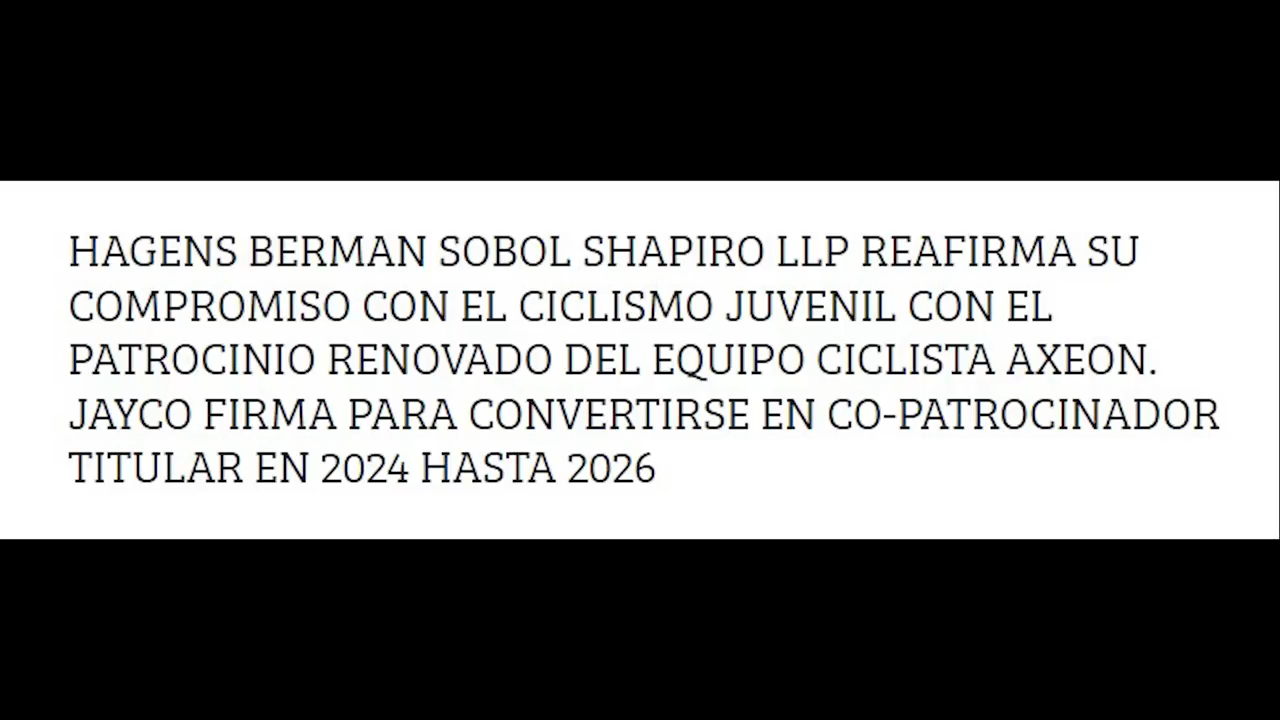 HAGENS BERMAN SOBOL SHAPIRO LLP REAFIRMA SU
COMPROMISO CON EL CICLISMO JUVENIL CON EL
PATROCINIO RENOVADO DEL EQUIPO CICLISTA AXEON.
JAYCO FIRMA PARA CONVERTIRSE EN CO-PATROCINADOR
TITULAR EN 2024 HASTA 2026